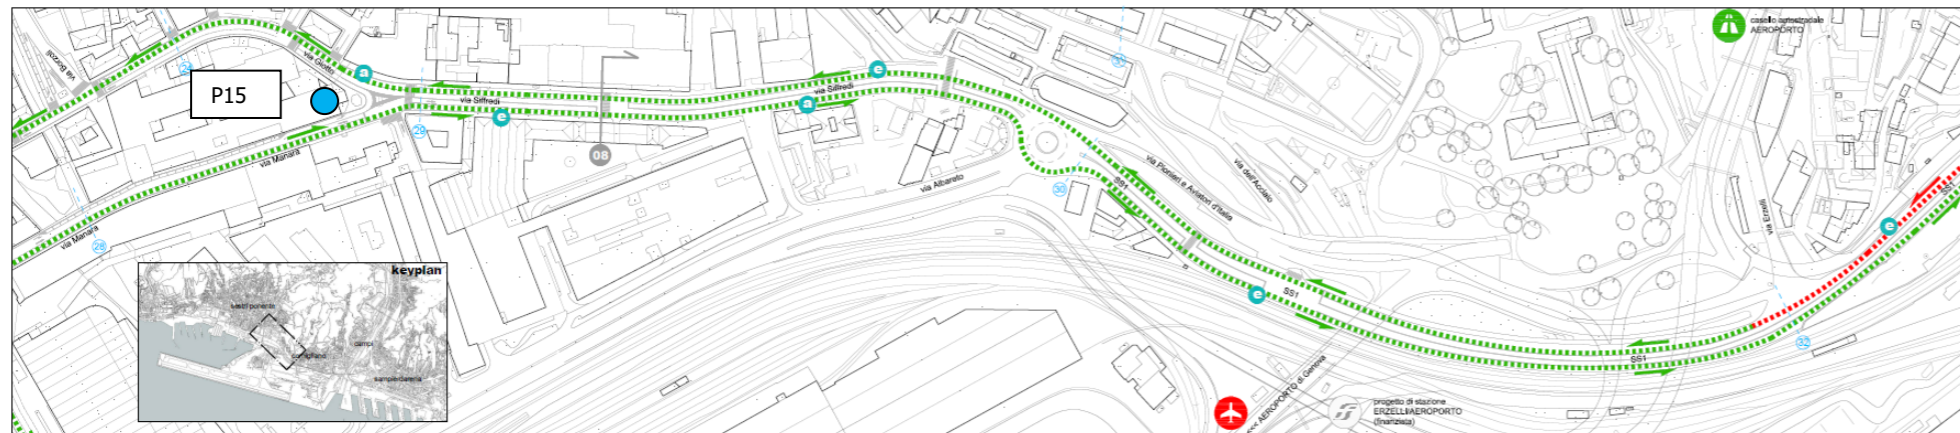 casello autostradale
AEROPORTO
via Borzoli
24
via Giotto
a
P15
via Siffredi
via Siffredi
e
a
e
29
31
08
via Manara
via Manara
28
via Albareto
30
SS1
via Pionieri e Aviatori d'Italia
via dell'Acciaio
via Erzelli
e
e
SS1
SS1
32
keyplan
sestri ponente
cornigliano
campi
sampierdarena
<<< AEROPORTO di Genova
progetto di stazione
ERZELLI/AEROPORTO
(finanziata)